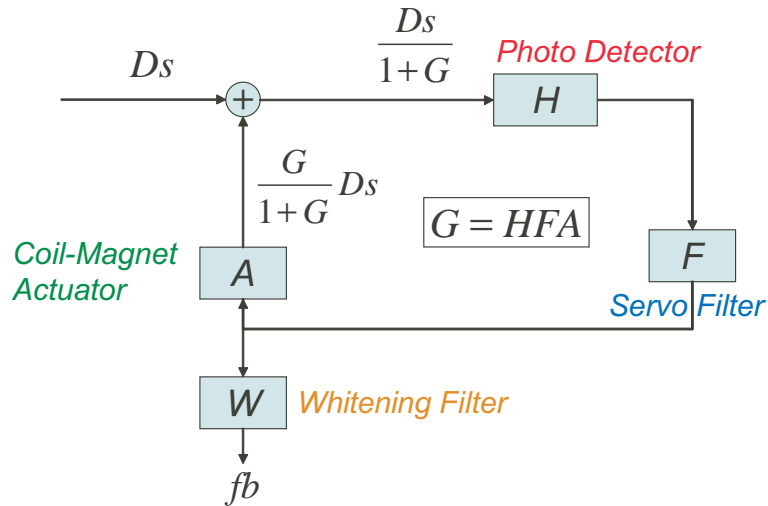 Ds
Ds
1+G
Photo Detector
+
H
G
1+G
Ds
G = HFA
Coil-Magnet
Actuator
A
F
Servo Filter
W
Whitening Filter
fb